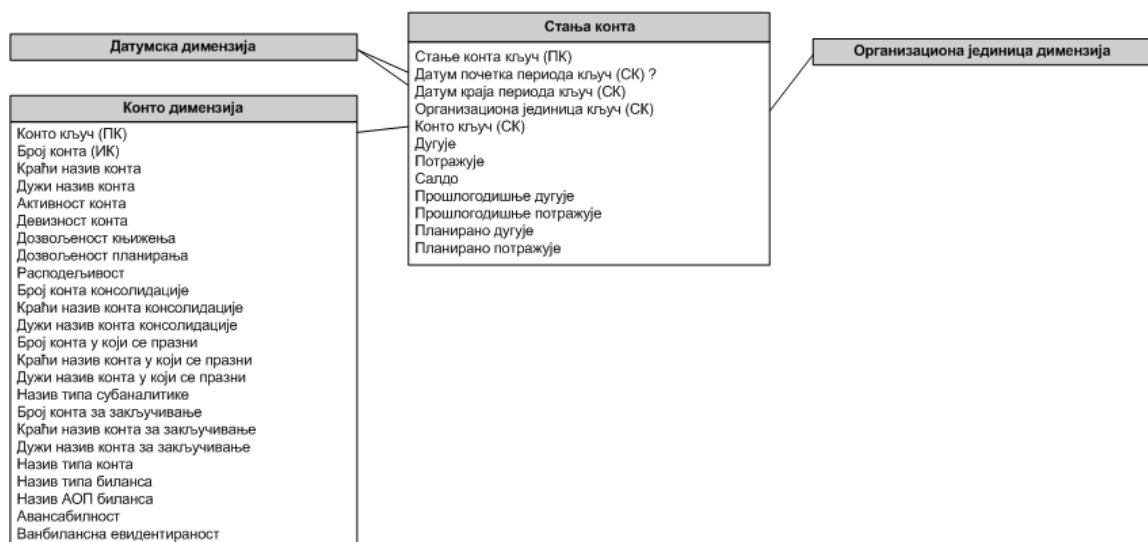 Датумска димензија
Конто димензија
Конто кључ (ПК)
Број конта (ИК)
Краћи назив конта
Дужи назив конта
Активност конта
Девизност конта
Дозвољеност књижења
Дозвољеност планирања
Расподељивост
Број конта консолидације
Краћи назив конта консолидације
Дужи назив конта консолидације
Број конта у који се празни
Краћи назив конта у који се празни
Дужи назив конта у који се празни
Назив типа субаналитике
Број конта за закључивање
Краћи назив конта за закључивање
Дужи назив конта за закључивање
Назив типа конта
Назив типа биланса
Назив АОП биланса
Авансабилност
Ванбилансна евидентираност
Стања конта
Стање конта кључ (ПК)
Датум почетка периода кључ (СК) ?
Датум краја периода кључ (СК)
Организациона јединица кључ (СК)
Конто кључ (СК)
Дугује
Потражује
Салдо
Прошлогодишње дугује
Прошлогодишње потражује
Планирано дугује
Планирано потражује
Организациона јединица димензија